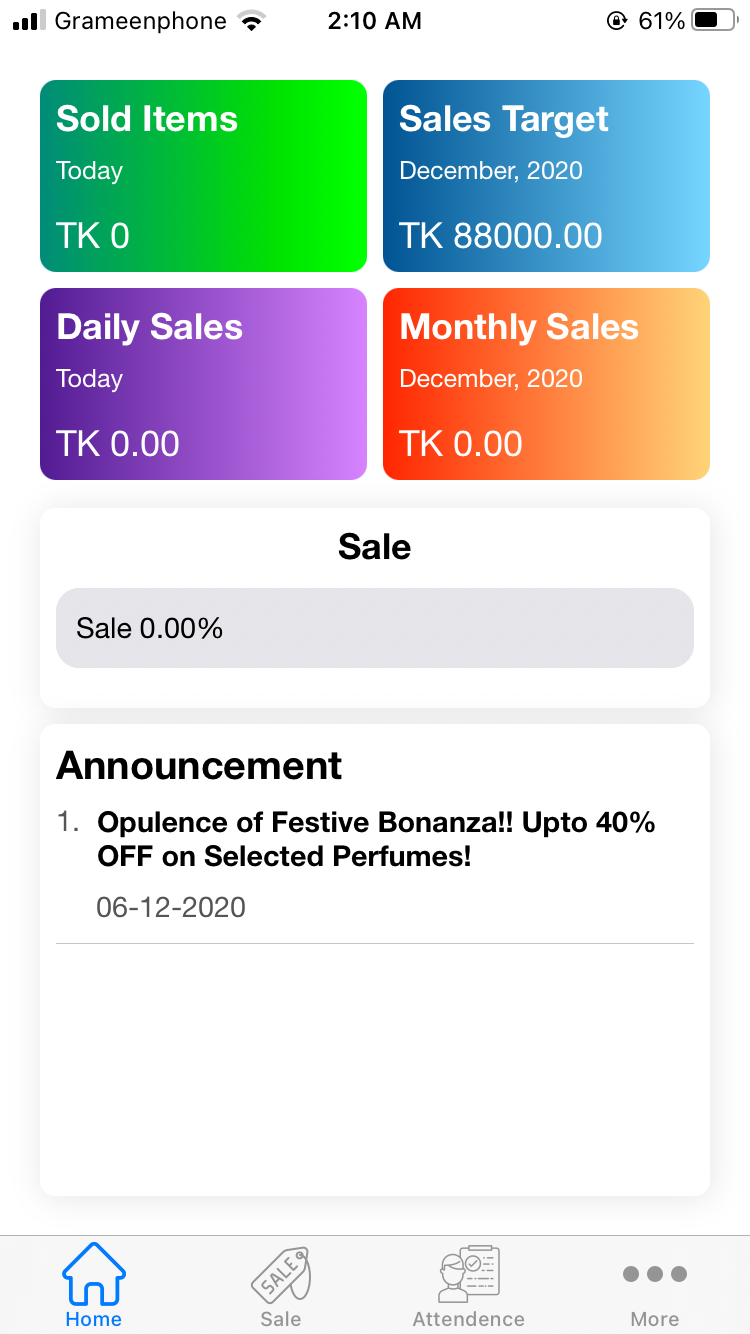 Grameenphone 2:10 AM 61%
Sold Items
Today
TK 0
Sales Target
December, 2020
TK 88000.00
Daily Sales
Today
TK 0.00
Monthly Sales
December, 2020
TK 0.00
Sale
Sale 0.00%
Announcement
1. Opulence of Festive Bonanza!! Upto 40%
OFF on Selected Perfumes!
06-12-2020
SALE
Home Sale Attendence More